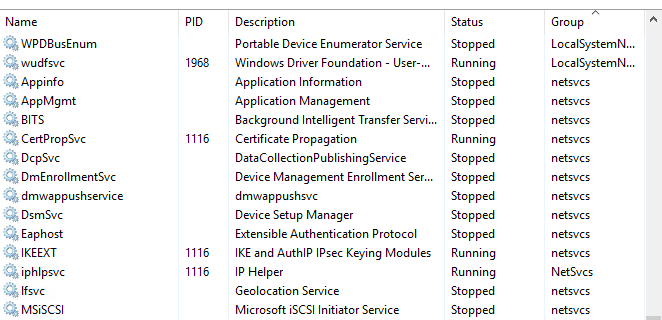 Name PID Description Status Group
WPDBusEnum Portable Device Enumerator Service Stopped LocalSystemN...
wudfsvc 1968 Windows Driver Foundation - User-... Running LocalSystemN...
Appinfo Application Information Stopped netsvcs
AppMgmt Application Management Stopped netsvcs
BITS Background Intelligent Transfer Servi... Stopped netsvcs
CertPropSvc 1116 Certificate Propagation Running netsvcs
DcpSvc DataCollectionPublishingService Stopped netsvcs
DmEnrollmentSvc Device Management Enrollment Ser... Stopped netsvcs
dmwappushservice dmwappushsvc Stopped netsvcs
DsmSvc Device Setup Manager Stopped netsvcs
Eaphost Extensible Authentication Protocol Stopped netsvcs
IKEEXT 1116 IKE and AuthIP IPsec Keying Modules Running netsvcs
iphlpsvc 1116 IP Helper Running NetSvcs
lfsvc Geolocation Service Stopped netsvcs
MSiSCSI Microsoft iSCSI Initiator Service Stopped netsvcs